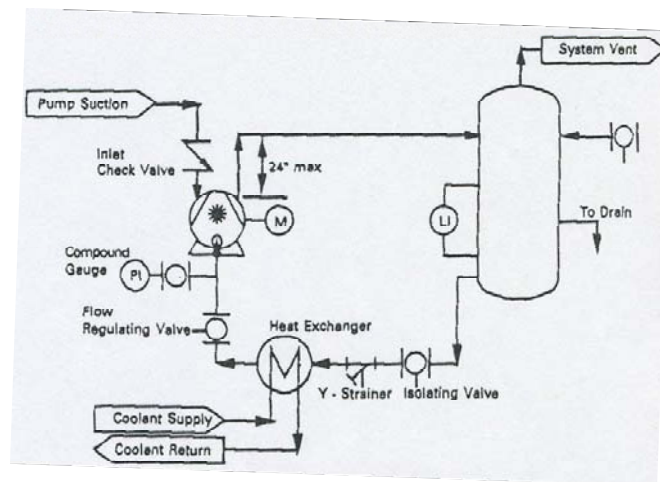 System Vent
Pump Suction
Inlet
Check Valve
24" max
M
LI
To Drain
Compound
Gauge
PI
Flow
Regulating Valve
Heat Exchanger
Y - Strainer
Isolating Valve
Coolant Supply
Coolant Return